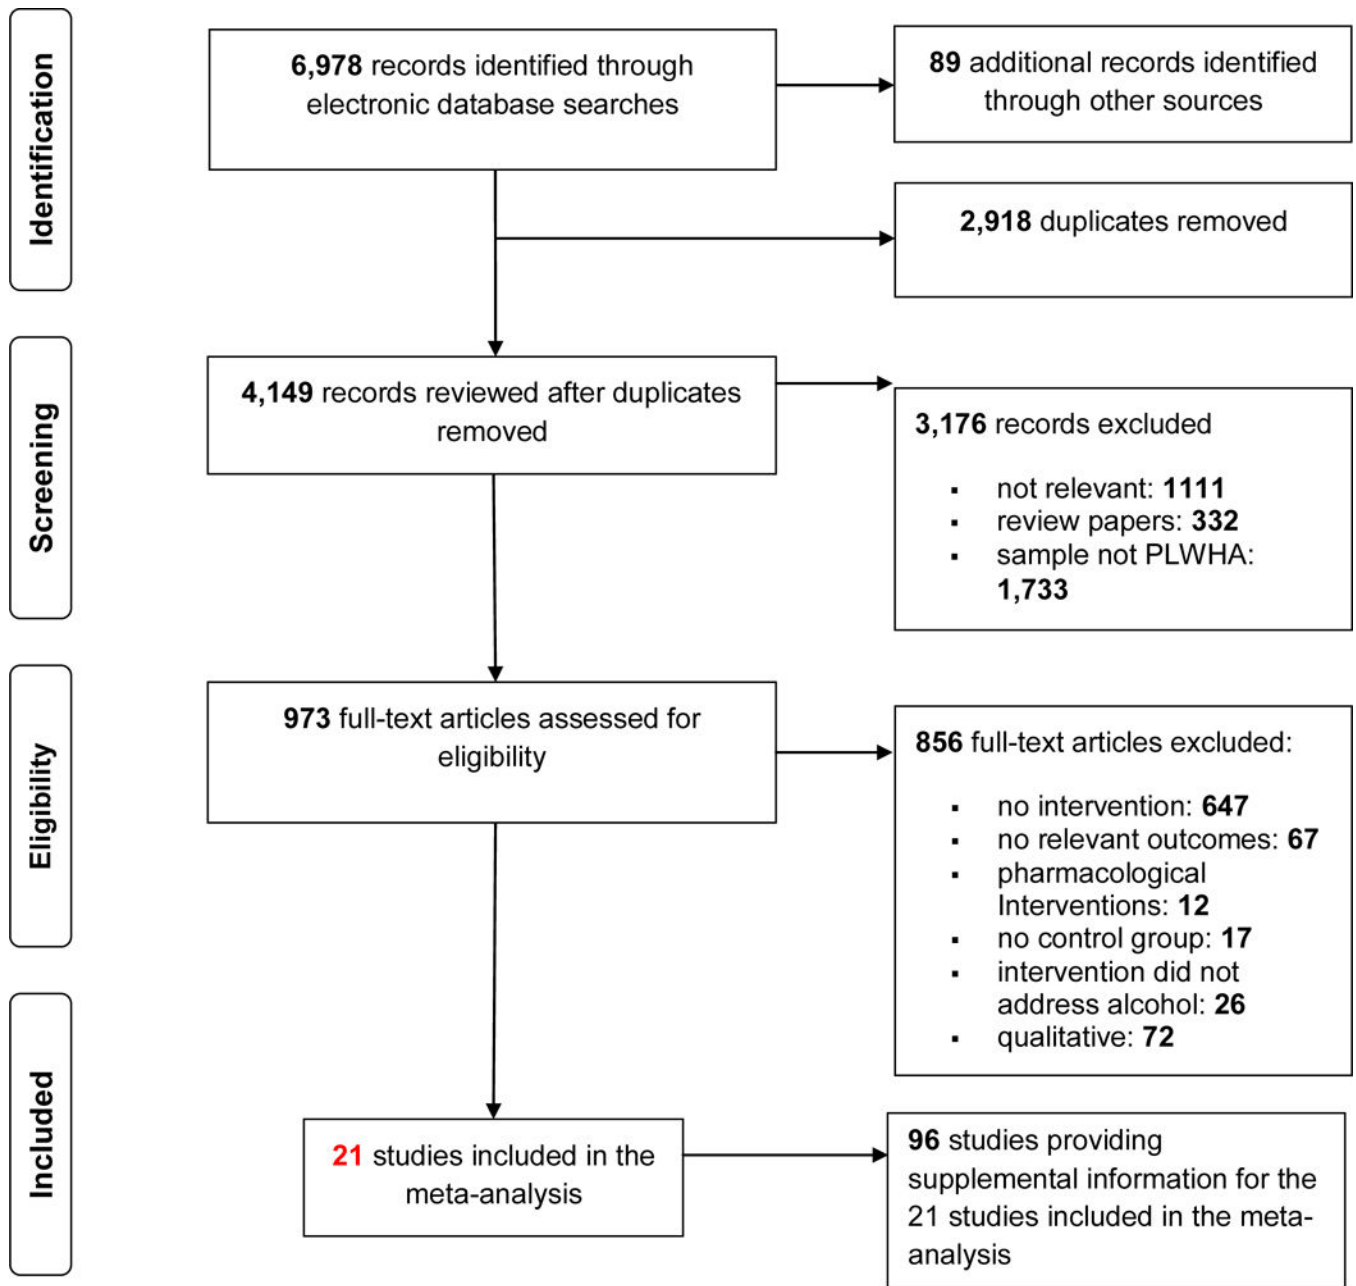 Identification
6,978 records identified through
electronic database searches
89 additional records identified
through other sources
2,918 duplicates removed
Screening
4,149 records reviewed after duplicates
removed
3,176 records excluded
▪ not relevant: 1111
▪ review papers: 332
▪ sample not PLWHA:
1,733
Eligibility
973 full-text articles assessed for
eligibility
856 full-text articles excluded:
▪ no intervention: 647
▪ no relevant outcomes: 67
▪ pharmacological
Interventions: 12
▪ no control group: 17
▪ intervention did not
address alcohol: 26
▪ qualitative: 72
Included
21 studies included in the
meta-analysis
96 studies providing
supplemental information for the
21 studies included in the meta-
analysis